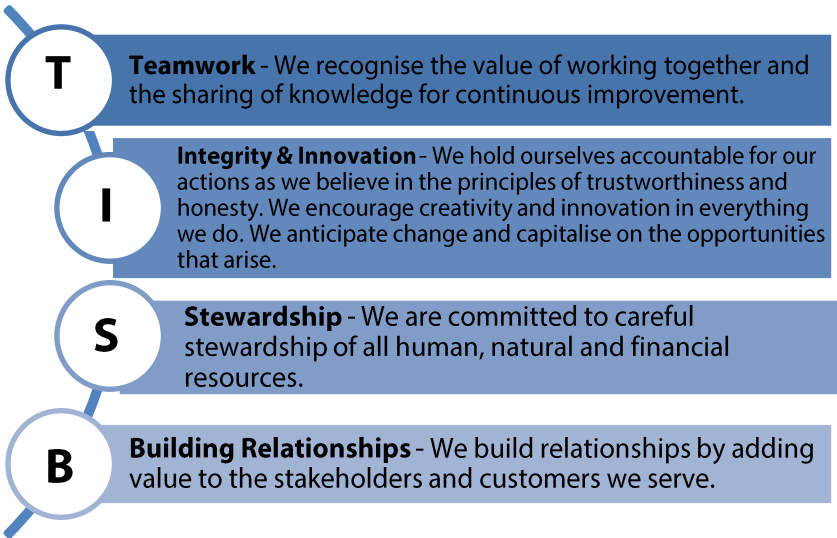 T
Teamwork - We recognise the value of working together and
the sharing of knowledge for continuous improvement.
I
Integrity & Innovation - We hold ourselves accountable for our
actions as we believe in the principles of trustworthiness and
honesty. We encourage creativity and innovation in everything
we do. We anticipate change and capitalise on the opportunities
that arise.
S
Stewardship - We are committed to careful
stewardship of all human, natural and financial
resources.
B
Building Relationships - We build relationships by adding
value to the stakeholders and customers we serve.